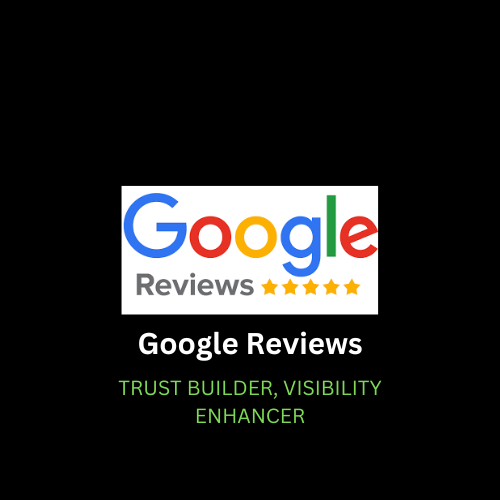 Google
Reviews
Google Reviews
TRUST BUILDER, VISIBILITY
ENHANCER